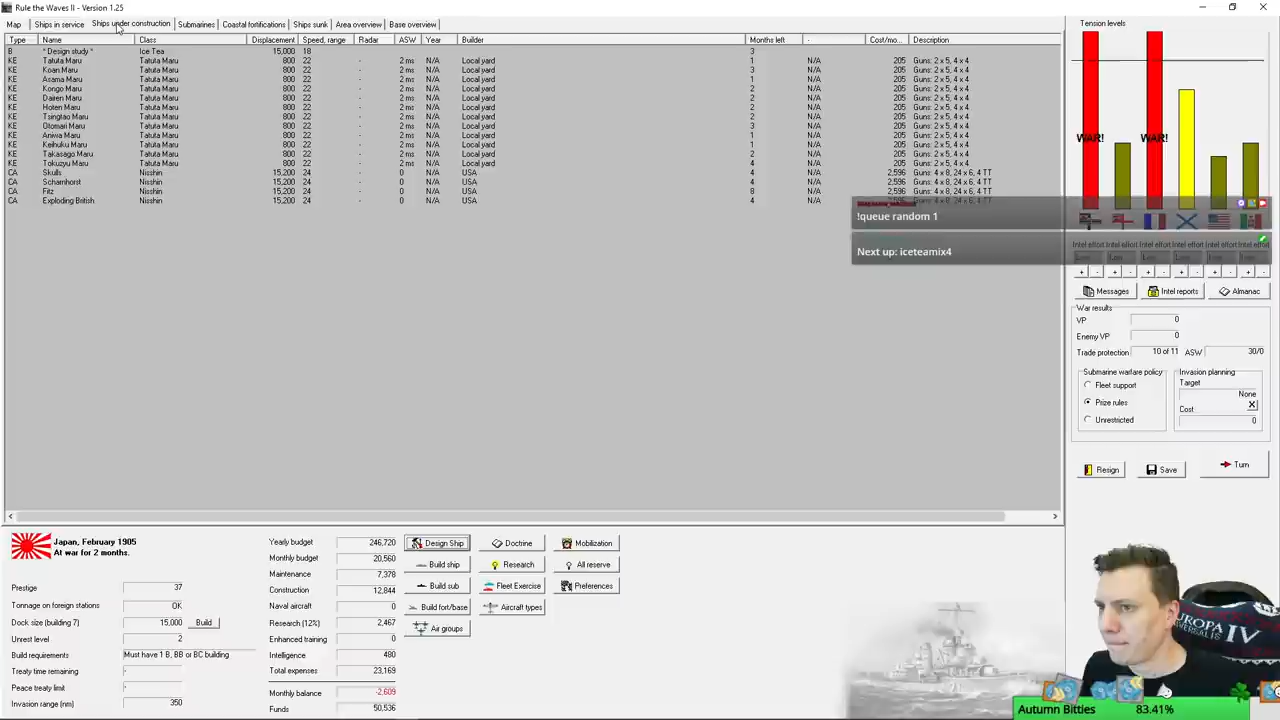 Rule the Waves II - Version 1.25
Map Ships in service Ships under construction Submarines Coastal fortifications Ships sunk Area overview Base overview
Type Name Class Displacement Speed, range Radar ASW Year Builder Months left - Cost/mo... Description
B * Design study * Ice Tea 15,000 18 3
KE Tatuta Maru Tatuta Maru 800 22 - 2 ms N/A Local yard 1 N/A 205 Guns: 2 x 5, 4 x 4
KE Koan Maru Tatuta Maru 800 22 - 2 ms N/A Local yard 3 N/A 205 Guns: 2 x 5, 4 x 4
KE Asama Maru Tatuta Maru 800 22 - 2 ms N/A Local yard 1 N/A 205 Guns: 2 x 5, 4 x 4
KE Kongo Maru Tatuta Maru 800 22 - 2 ms N/A Local yard 2 N/A 205 Guns: 2 x 5, 4 x 4
KE Dairen Maru Tatuta Maru 800 22 - 2 ms N/A Local yard 2 N/A 205 Guns: 2 x 5, 4 x 4
KE Hoten Maru Tatuta Maru 800 22 - 2 ms N/A Local yard 2 N/A 205 Guns: 2 x 5, 4 x 4
KE Tsingtao Maru Tatuta Maru 800 22 - 2 ms N/A Local yard 2 N/A 205 Guns: 2 x 5, 4 x 4
KE Otomari Maru Tatuta Maru 800 22 - 2 ms N/A Local yard 3 N/A 205 Guns: 2 x 5, 4 x 4
KE Aniva Maru Tatuta Maru 800 22 - 2 ms N/A Local yard 1 N/A 205 Guns: 2 x 5, 4 x 4
KE Keihuku Maru Tatuta Maru 800 22 - 2 ms N/A Local yard 1 N/A 205 Guns: 2 x 5, 4 x 4
KE Takasago Maru Tatuta Maru 800 22 - 2 ms N/A Local yard 2 N/A 205 Guns: 2 x 5, 4 x 4
KE Tokuzyu Maru Tatuta Maru 800 22 - 2 ms N/A Local yard 4 N/A 205 Guns: 2 x 5, 4 x 4
CA Skulls Nisshin 15,200 24 - 0 N/A USA 4 N/A 2,596 Guns: 4 x 8, 24 x 6, 4 TT
CA Scharnhorst Nisshin 15,200 24 - 0 N/A USA 4 N/A 2,596 Guns: 4 x 8, 24 x 6, 4 TT
CA Fitz Nisshin 15,200 24 - 0 N/A USA 8 N/A 2,596 Guns: 4 x 8, 24 x 6, 4 TT
CA Exploding British Nisshin 15,200 24 - 0 N/A USA 4 N/A
Tension levels
WAR! WAR!
!queue random 1
Next up: iceteamix4
Intel effort Intel effort Intel effort Intel effort Intel effort Intel effort
+ - + - + - + - + - + -
Messages Intel reports Almanac
War results
VP 0
Enemy VP 0
Trade protection 10 of 11 ASW 30/0
Submarine warfare policy
Fleet support
Prize rules
Unrestricted
Invasion planning
Target
None
Cost X
0
Resign Save Turn
Japan, February 1905
At war for 2 months.
Prestige 37
Tonnage on foreign stations OK
Dock size (building 7) 15,000 Build
Unrest level 2
Build requirements Must have 1 B, BB or BC building
Treaty time remaining -
Peace treaty limit -
Invasion range (nm) 350
Yearly budget 246,720
Monthly budget 20,560
Maintenance 7,378
Construction 12,844
Naval aircraft 0
Research (12%) 2,467
Enhanced training 0
Intelligence 480
Total expenses 23,169
Monthly balance -2,609
Funds 50,536
Design Ship Doctrine Mobilization
Build ship Research All reserve
Build sub Fleet Exercise Preferences
Build fort/base Aircraft types
Air groups
EUROPA IV
UNIVERSALIS
Autumn Bitties 83.41%